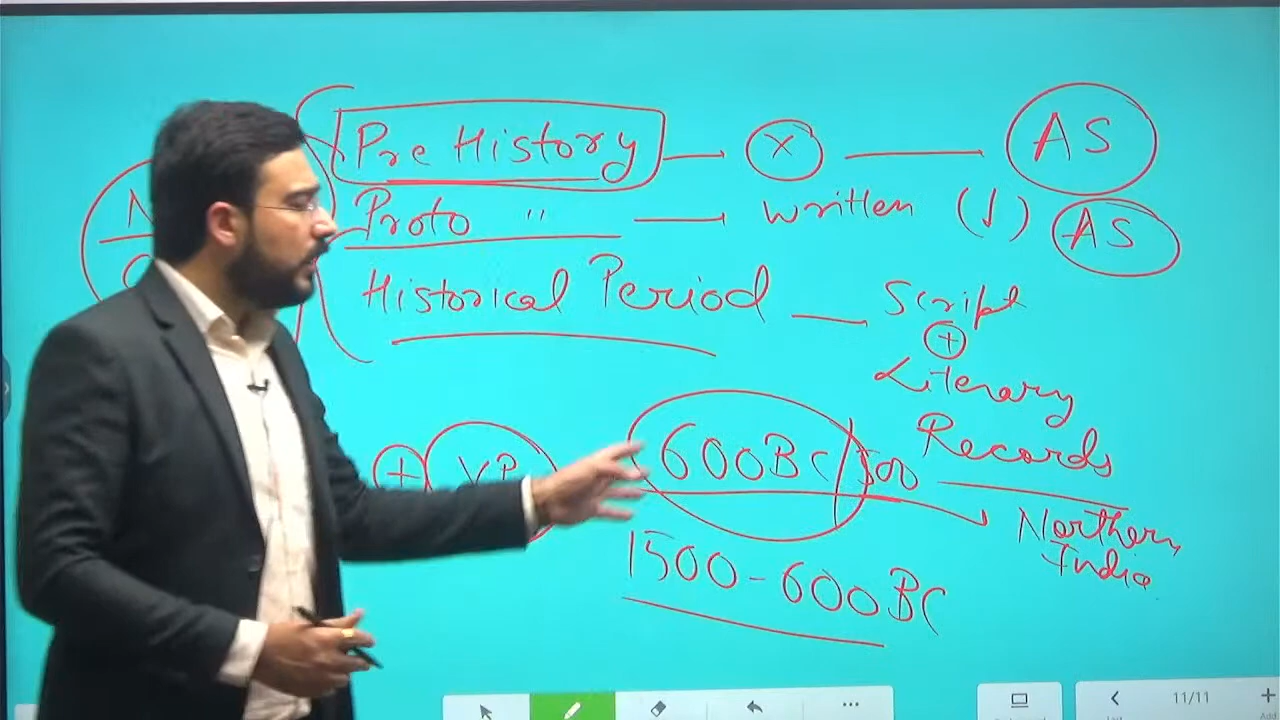 Pre History → X — AS
Proto " → written (↓) AS
Historical Period — Script
+
Literary
Records
+ VP 600BC/500 → Northern
India
1500-600BC
11/11